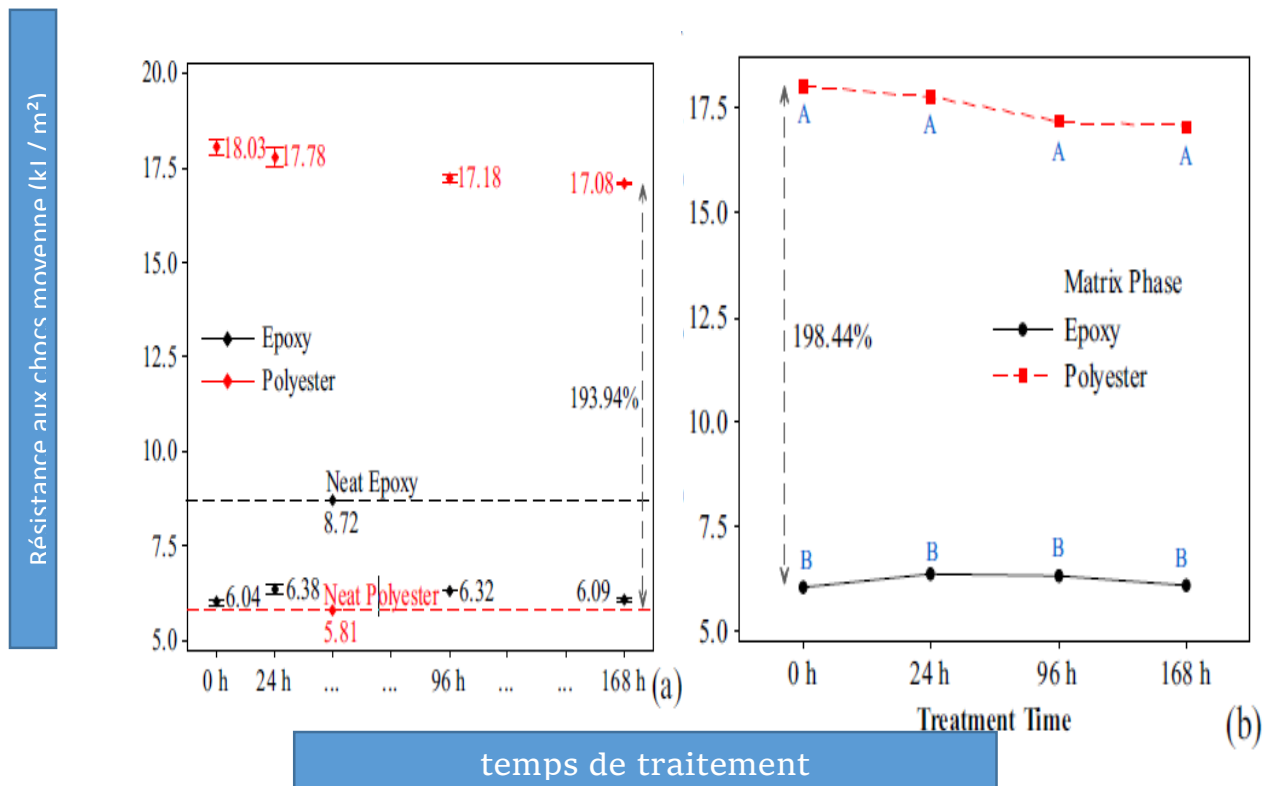 Résistance aux chocs moyenne (kJ / m²)
20.0
17.5
15.0
12.5
10.0
7.5
5.0
18.03
17.78
17.18
17.08
Epoxy
Polyester
193.94%
Neat Epoxy
8.72
6.04
6.38
Neat Polyester
6.32
6.09
5.81
0 h 24 h ... ... 96 h ... ... 168 h (a)
17.5
15.0
12.5
10.0
7.5
5.0
A A A A
Matrix Phase
Epoxy
Polyester
198.44%
B B B B
0 h 24 h 96 h 168 h
Treatment Time
(b)
temps de traitement